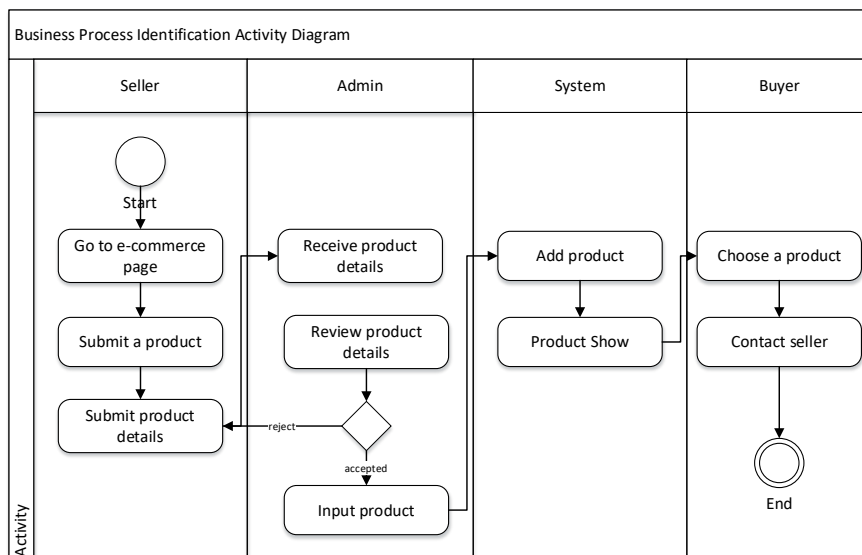 Business Process Identification Activity Diagram
Seller
Admin
System
Buyer
Start
Go to e-commerce
page
Receive product
details
Add product
Choose a product
Submit a product
Review product
details
Product Show
Contact seller
Submit product
details
reject
accepted
Input product
End
Activity